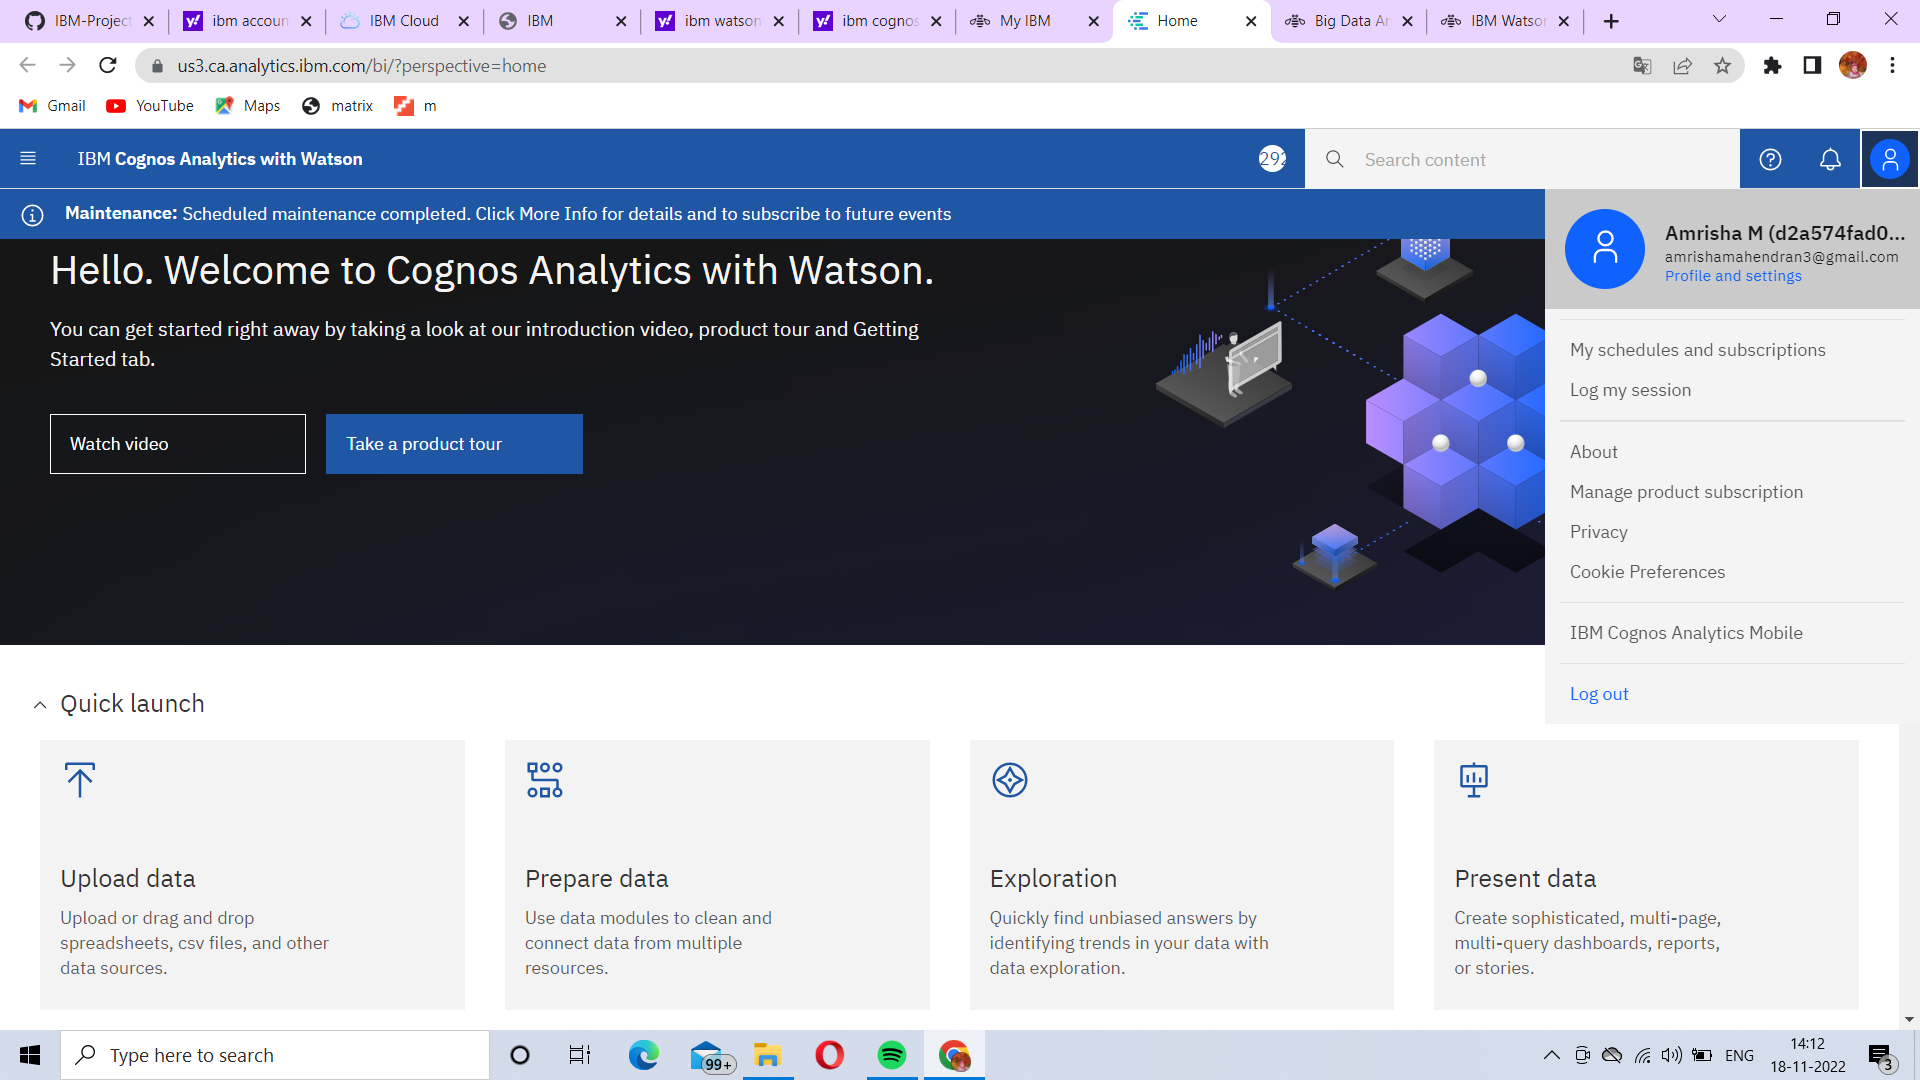 IBM-Project
ibm accoun
IBM Cloud
IBM
ibm watson
ibm cognos
My IBM
Home
Big Data An
IBM Watson
us3.ca.analytics.ibm.com/bi/?perspective=home
Gmail
YouTube
Maps
matrix
m
IBM Cognos Analytics with Watson
292
Search content
Maintenance: Scheduled maintenance completed. Click More Info for details and to subscribe to future events
Amrisha M (d2a574fad0...
amrishamahendran3@gmail.com
Profile and settings
Hello. Welcome to Cognos Analytics with Watson.
You can get started right away by taking a look at our introduction video, product tour and Getting
Started tab.
Watch video
Take a product tour
My schedules and subscriptions
Log my session
About
Manage product subscription
Privacy
Cookie Preferences
IBM Cognos Analytics Mobile
Log out
Quick launch
Upload data
Upload or drag and drop
spreadsheets, csv files, and other
data sources.
Prepare data
Use data modules to clean and
connect data from multiple
resources.
Exploration
Quickly find unbiased answers by
identifying trends in your data with
data exploration.
Present data
Create sophisticated, multi-page,
multi-query dashboards, reports,
or stories.
Type here to search
99+
ENG
14:12
18-11-2022
3